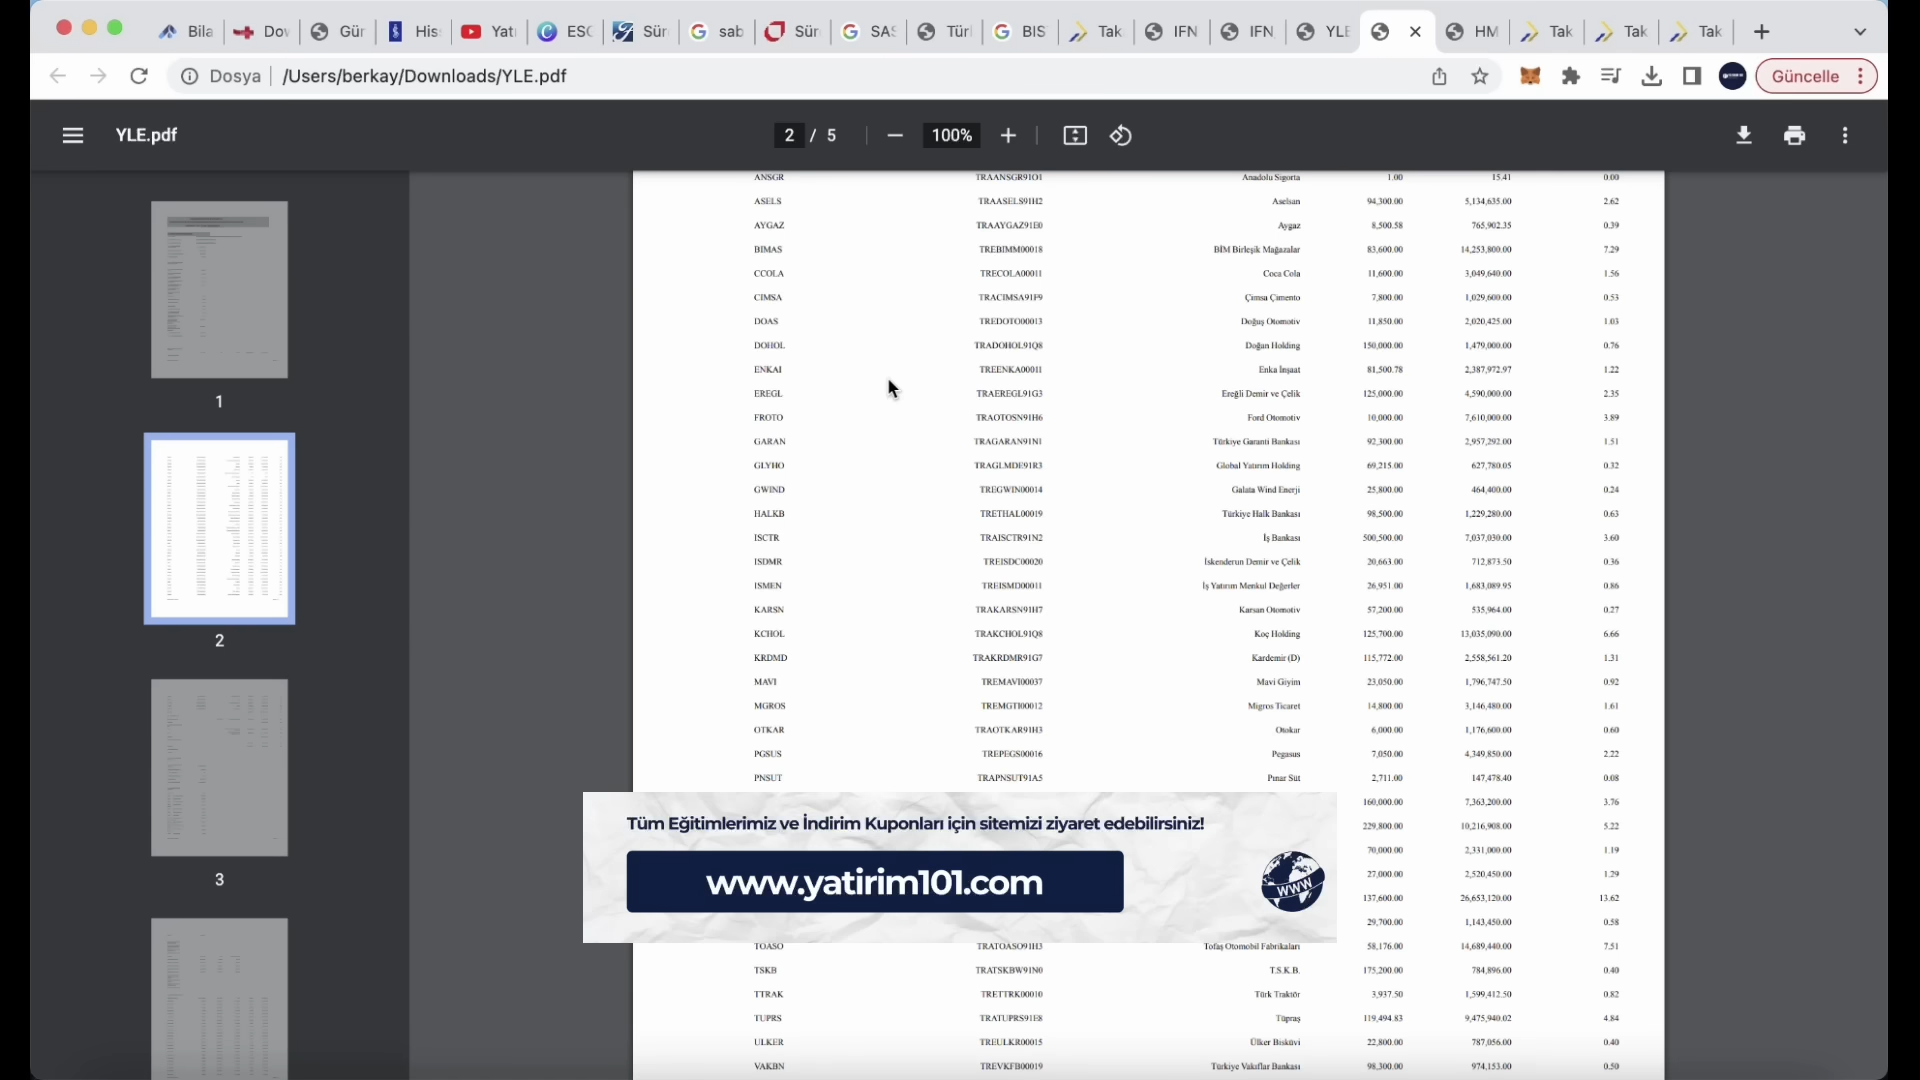 Bila
Dow
Gür
His
Yatı
ESC
Sür
sab
Sür
SAS
Türl
BIS
Tak
IFN
IFN
YLE
HM
Tak
Tak
Tak
Dosya /Users/berkay/Downloads/YLE.pdf
Güncelle
YLE.pdf
2 / 5
100%
1
2
3
ANSGR TRAANSGR91O1 Anadolu Sigorta 1.00 15.41 0.00
ASELS TRAASELS91H2 Aselsan 94,300.00 5,134,635.00 2.62
AYGAZ TRAAYGAZ91E0 Aygaz 8,500.58 765,902.35 0.39
BIMAS TREBIMM00018 BİM Birleşik Mağazalar 83,600.00 14,253,800.00 7.29
CCOLA TRECOLA00011 Coca Cola 11,600.00 3,049,640.00 1.56
CIMSA TRACIMSA91F9 Çimsa Çimento 7,800.00 1,029,600.00 0.53
DOAS TREDOTO00013 Doğuş Otomotiv 11,850.00 2,020,425.00 1.03
DOHOL TRADOHOL91Q8 Doğan Holding 150,000.00 1,479,000.00 0.76
ENKAI TREENKA00011 Enka İnşaat 81,500.78 2,387,972.97 1.22
EREGL TRAEREGL91G3 Ereğli Demir ve Çelik 125,000.00 4,590,000.00 2.35
FROTO TRAOTOSN91H6 Ford Otomotiv 10,000.00 7,610,000.00 3.89
GARAN TRAGARAN91N1 Türkiye Garanti Bankası 92,300.00 2,957,292.00 1.51
GLYHO TRAGLMDE91R3 Global Yatırım Holding 69,215.00 627,780.05 0.32
GWIND TREGWIN00014 Galata Wind Enerji 25,800.00 464,400.00 0.24
HALKB TRETHAL00019 Türkiye Halk Bankası 98,500.00 1,229,280.00 0.63
ISCTR TRAISCTR91N2 İş Bankası 500,500.00 7,037,030.00 3.60
ISDMR TREISDC00020 İskenderun Demir ve Çelik 20,663.00 712,873.50 0.36
ISMEN TREISMD00011 İş Yatırım Menkul Değerler 26,951.00 1,683,089.95 0.86
KARSN TRAKARSN91H7 Karsan Otomotiv 57,200.00 535,964.00 0.27
KCHOL TRAKCHOL91Q8 Koç Holding 125,700.00 13,035,090.00 6.66
KRDMD TRAKRDMR91G7 Kardemir (D) 115,772.00 2,558,561.20 1.31
MAVI TREMAVI00037 Mavi Giyim 23,050.00 1,796,747.50 0.92
MGROS TREMGTI00012 Migros Ticaret 14,800.00 3,146,480.00 1.61
OTKAR TRAOTKAR91H3 Otokar 6,000.00 1,176,600.00 0.60
PGSUS TREPEGS00016 Pegasus 7,050.00 4,349,850.00 2.22
PNSUT TRAPNSUT91A5 Pınar Süt 2,711.00 147,478.40 0.08
160,000.00 7,363,200.00 3.76
229,800.00 10,216,908.00 5.22
70,000.00 2,331,000.00 1.19
27,000.00 2,520,450.00 1.29
137,600.00 26,653,120.00 13.62
29,700.00 1,143,450.00 0.58
Tüm Eğitimlerimiz ve İndirim Kuponları için sitemizi ziyaret edebilirsiniz!
www.yatirim101.com
WWW
TOASO TRATOASO91H3 Tofaş Otomobil Fabrikaları 58,176.00 14,689,440.00 7.51
TSKB TRATSKBW91N0 T.S.K.B. 175,200.00 784,896.00 0.40
TTRAK TRETTRK00010 Türk Traktör 3,937.50 1,599,412.50 0.82
TUPRS TRATUPRS91E8 Tüpraş 119,494.83 9,475,940.02 4.84
ULKER TREULKR00015 Ülker Bisküvi 22,800.00 787,056.00 0.40
VAKBN TREVKFB00019 Türkiye Vakıflar Bankası 98,300.00 974,153.00 0.50